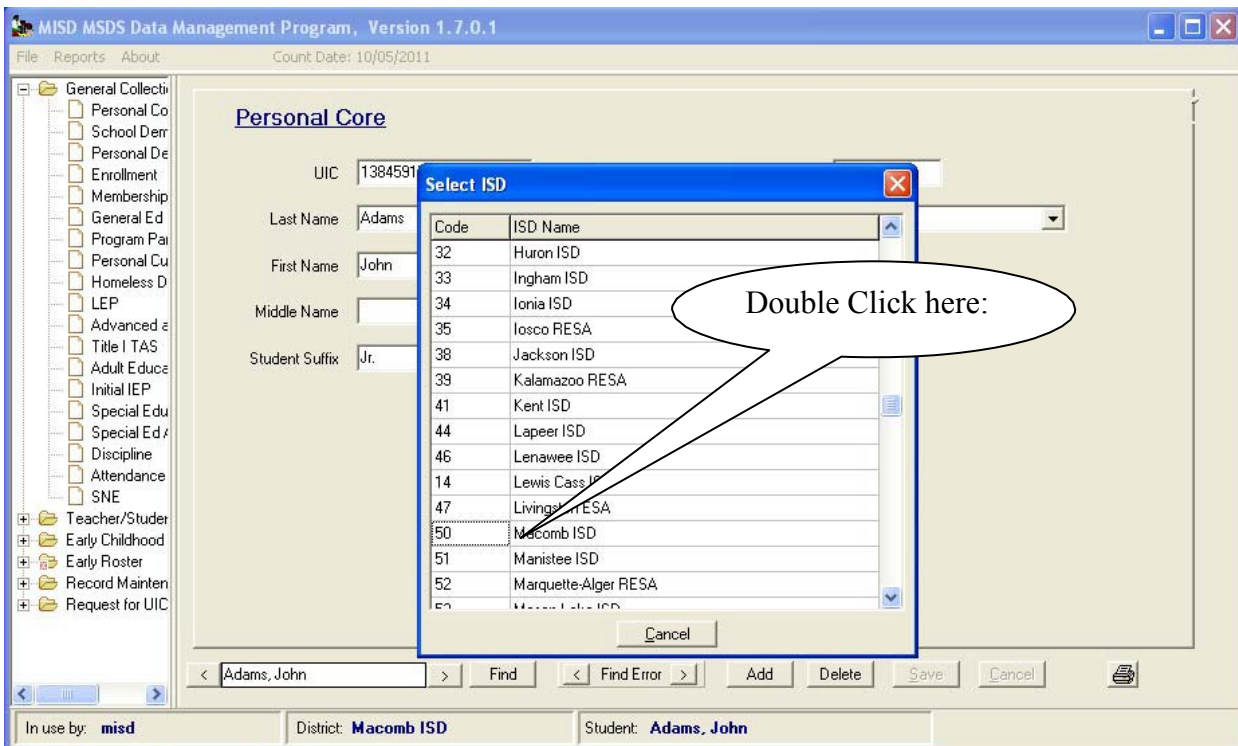 MISD MSDS Data Management Program, Version 1.7.0.1
File Reports About Count Date: 10/05/2011
General Collecti
Personal Co
School Dem
Personal De
Enrollment
Membership
General Ed
Program Par
Personal Cu
Homeless D
LEP
Advanced a
Title I TAS
Adult Educa
Initial IEP
Special Edu
Special Ed A
Discipline
Attendance
SNE
Teacher/Studen
Early Childhood
Early Roster
Record Mainten
Request for UIC
Personal Core
UIC 1384591
Last Name Adams
First Name John
Middle Name
Student Suffix Jr.
Select ISD
Code ISD Name
32 Huron ISD
33 Ingham ISD
34 Ionia ISD
35 Iosco RESA
38 Jackson ISD
39 Kalamazoo RESA
41 Kent ISD
44 Lapeer ISD
46 Lenawee ISD
14 Lewis Cass
47 RESA
50 Macomb ISD
51 Manistee ISD
52 Marquette-Alger RESA
Cancel
Double Click here:
< Adams, John > Find < Find Error > Add Delete Save Cancel
In use by: misd District: Macomb ISD Student: Adams, John